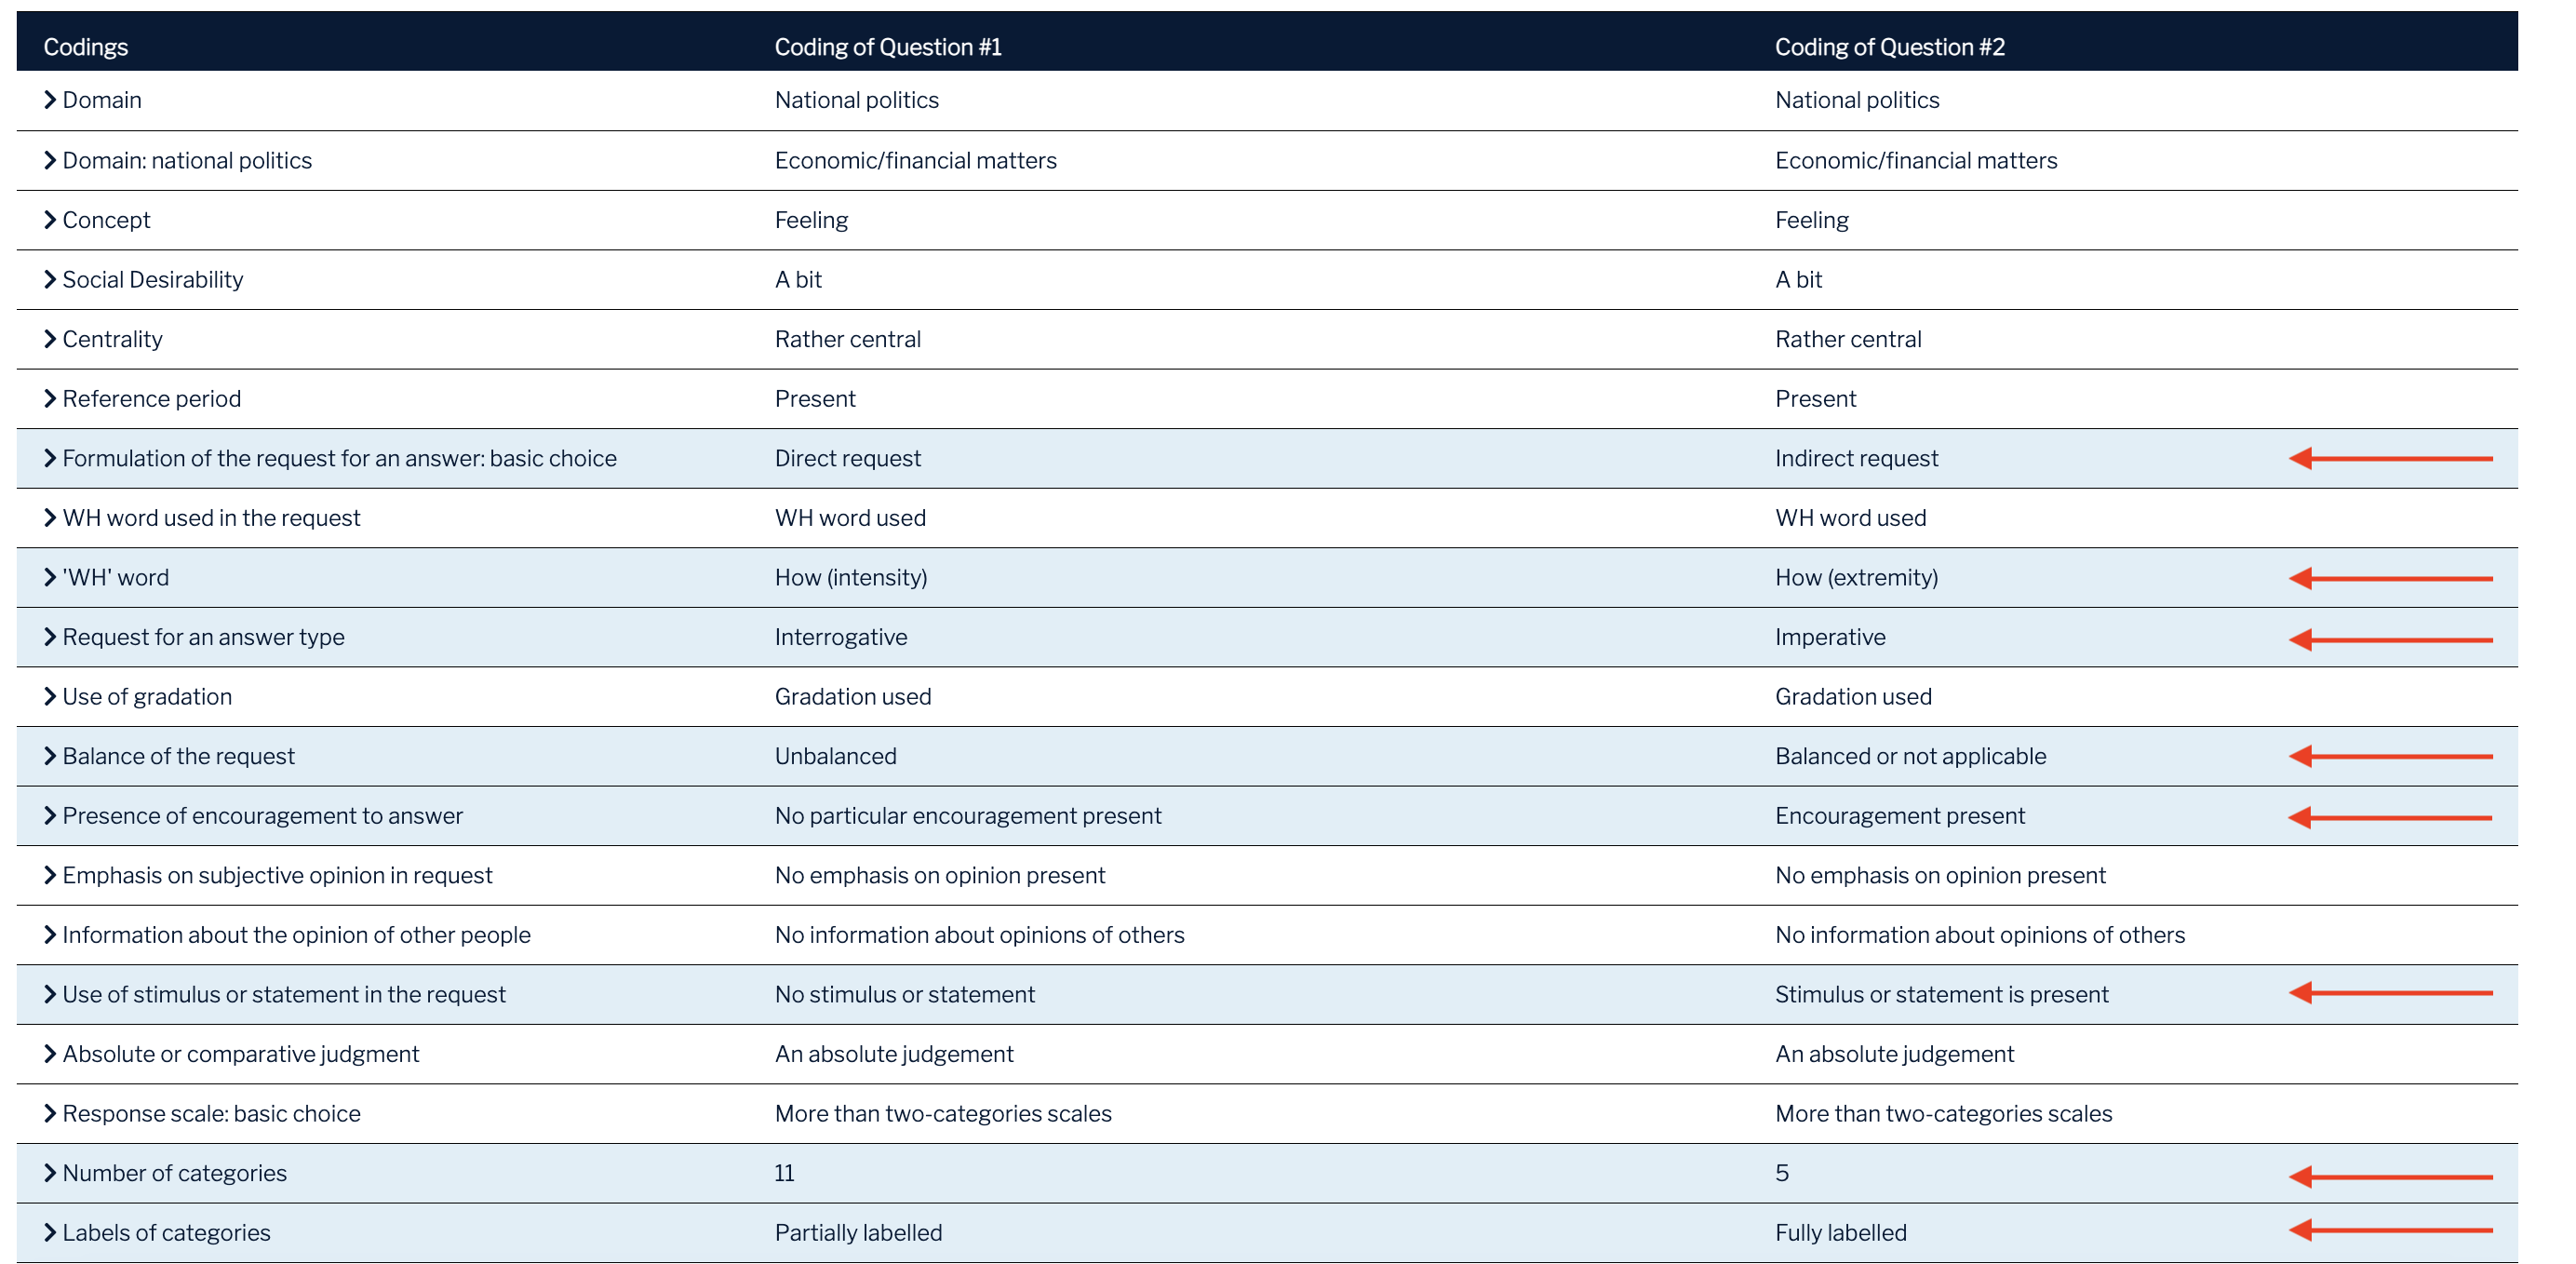 Codings Coding of Question #1 Coding of Question #2
Domain National politics National politics
Domain: national politics Economic/financial matters Economic/financial matters
Concept Feeling Feeling
Social Desirability A bit A bit
Centrality Rather central Rather central
Reference period Present Present
Formulation of the request for an answer: basic choice Direct request Indirect request
WH word used in the request WH word used WH word used
'WH' word How (intensity) How (extremity)
Request for an answer type Interrogative Imperative
Use of gradation Gradation used Gradation used
Balance of the request Unbalanced Balanced or not applicable
Presence of encouragement to answer No particular encouragement present Encouragement present
Emphasis on subjective opinion in request No emphasis on opinion present No emphasis on opinion present
Information about the opinion of other people No information about opinions of others No information about opinions of others
Use of stimulus or statement in the request No stimulus or statement Stimulus or statement is present
Absolute or comparative judgment An absolute judgement An absolute judgement
Response scale: basic choice More than two-categories scales More than two-categories scales
Number of categories 11 5
Labels of categories Partially labelled Fully labelled